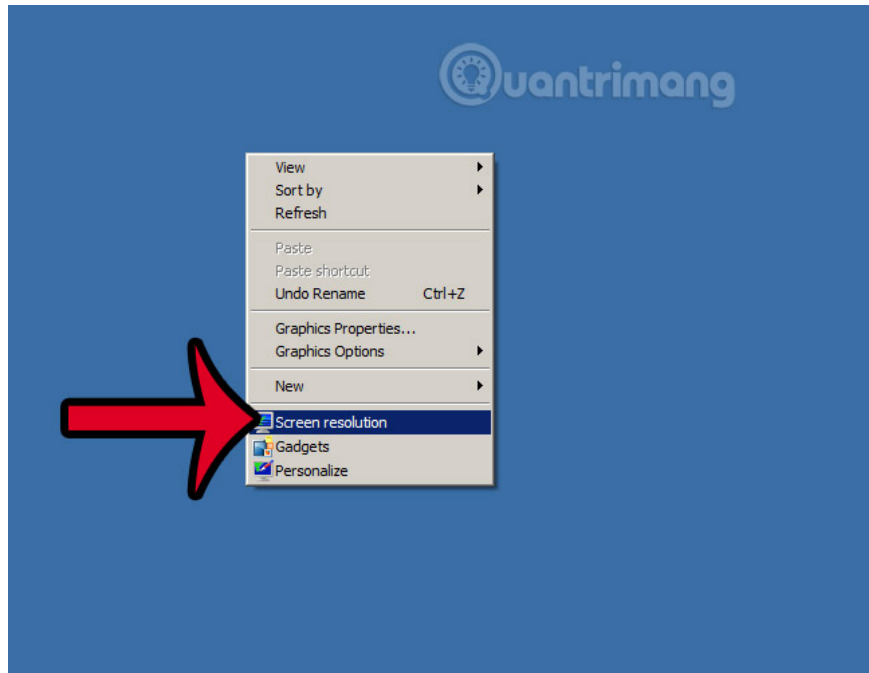 Quantrimang
View
Sort by
Refresh
Paste
Paste shortcut
Undo Rename Ctrl+Z
Graphics Properties...
Graphics Options
New
Screen resolution
Gadgets
Personalize